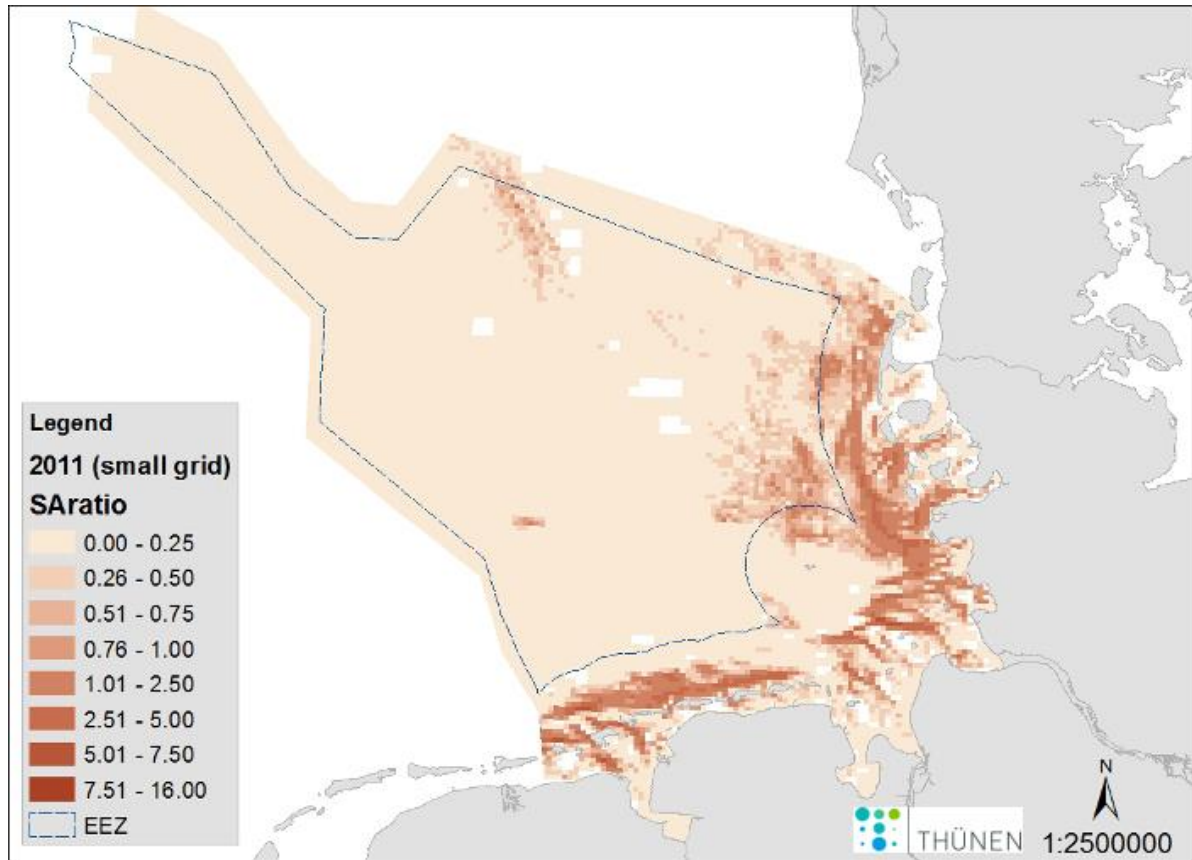 Legend
2011 (small grid)
SAratio
0.00 - 0.25
0.26 - 0.50
0.51 - 0.75
0.76 - 1.00
1.01 - 2.50
2.51 - 5.00
5.01 - 7.50
7.51 - 16.00
EEZ
N
THÜNEN
1:2500000